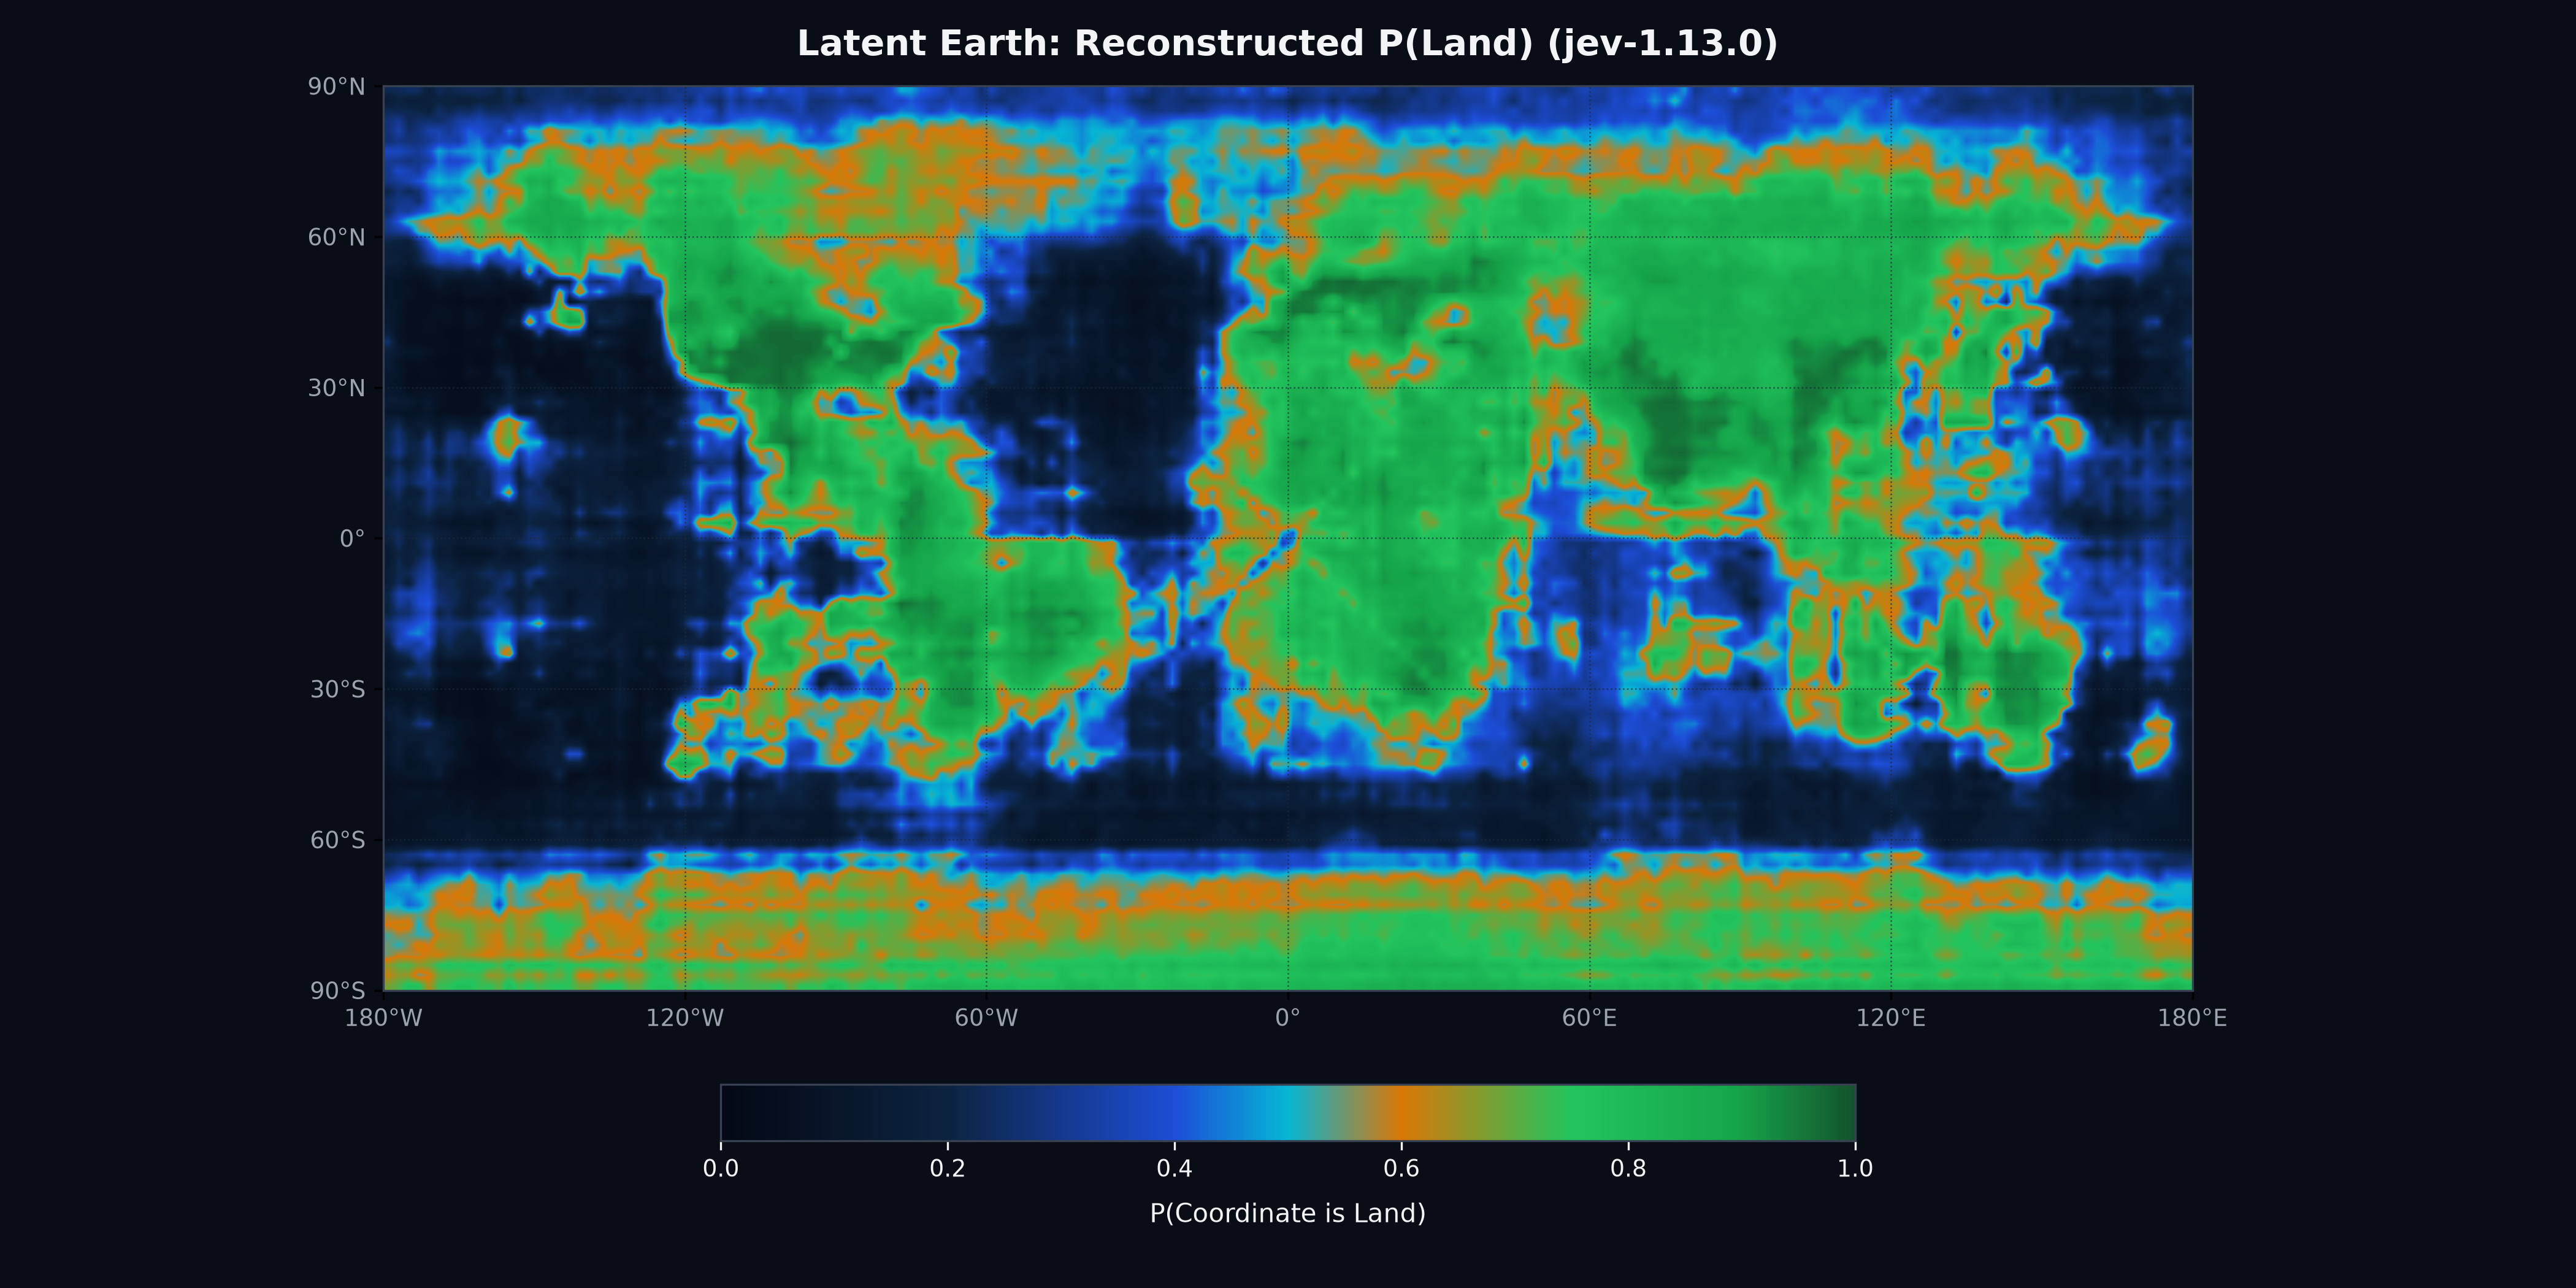 Latent Earth: Reconstructed P(Land) (jev-1.13.0)
90°N
60°N
30°N
0°
30°S
60°S
90°S
180°W 120°W 60°W 0° 60°E 120°E 180°E
0.0 0.2 0.4 0.6 0.8 1.0
P(Coordinate is Land)